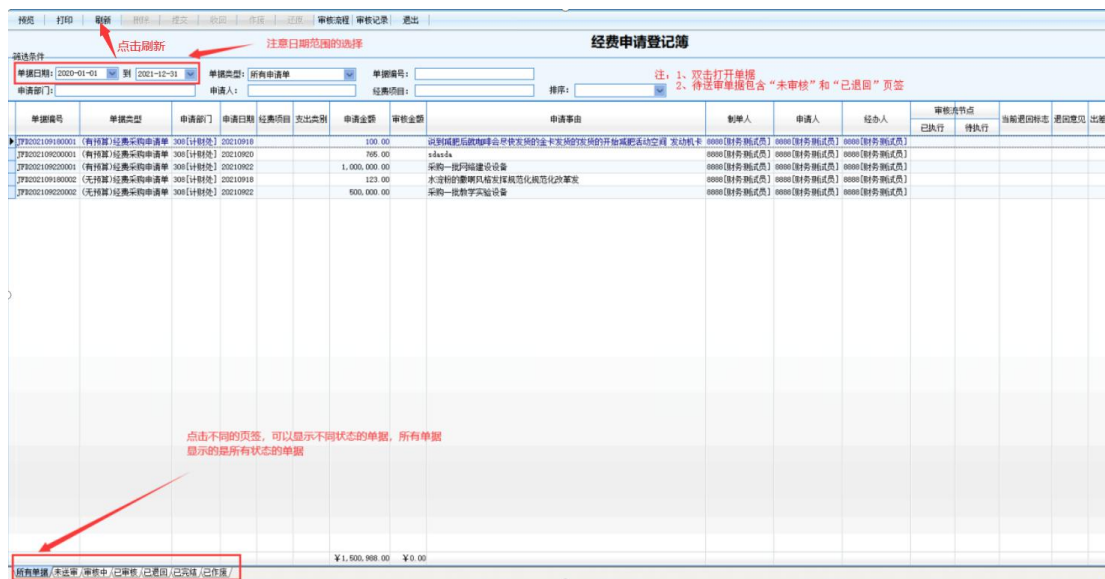 预览 打印 刷新 删除 提交 收回 作废 还原 审核流程 审核记录 退出
点击刷新
注意日期范围的选择
经费申请登记簿
筛选条件
单据日期: 2020-01-01 到 2021-12-31 单据类型: 所有申请单 单据编号:
注: 1、双击打开单据
申请部门: 申请人: 经费项目: 排序:
2、待送审单据包含“未审核”和“已退回”页签
单据编号 单据类型 申请部门 申请日期 经费项目 支出类别 申请金额 审核金额 申请事由 制单人 申请人 经办人 审核流节点 当前退回标志 退回意见 出差
已执行 待执行
JFB202109180001 (有预算)经费采购申请单 308[计财处] 20210918 100.00 8888[财务测试员] 8888[财务测试员] 8888[财务测试员]
JFB202109200001 (有预算)经费采购申请单 308[计财处] 20210920 765.00 sdasda 8888[财务测试员] 8888[财务测试员] 8888[财务测试员]
JFB202109220001 (有预算)经费采购申请单 308[计财处] 20210922 1,000,000.00 采购一批网络建设设备 8888[财务测试员] 8888[财务测试员] 8888[财务测试员]
JFB202109180002 (无预算)经费采购申请单 308[计财处] 20210918 123.00 8888[财务测试员] 8888[财务测试员] 8888[财务测试员]
JFB202109220002 (无预算)经费采购申请单 308[计财处] 20210922 500,000.00 采购一批教学实验设备 8888[财务测试员] 8888[财务测试员] 8888[财务测试员]
点击不同的页签，可以显示不同状态的单据，所有单据
显示的是所有状态的单据
¥1,500,988.00 ¥0.00
所有单据 未送审 审核中 已审核 已退回 已完结 已作废